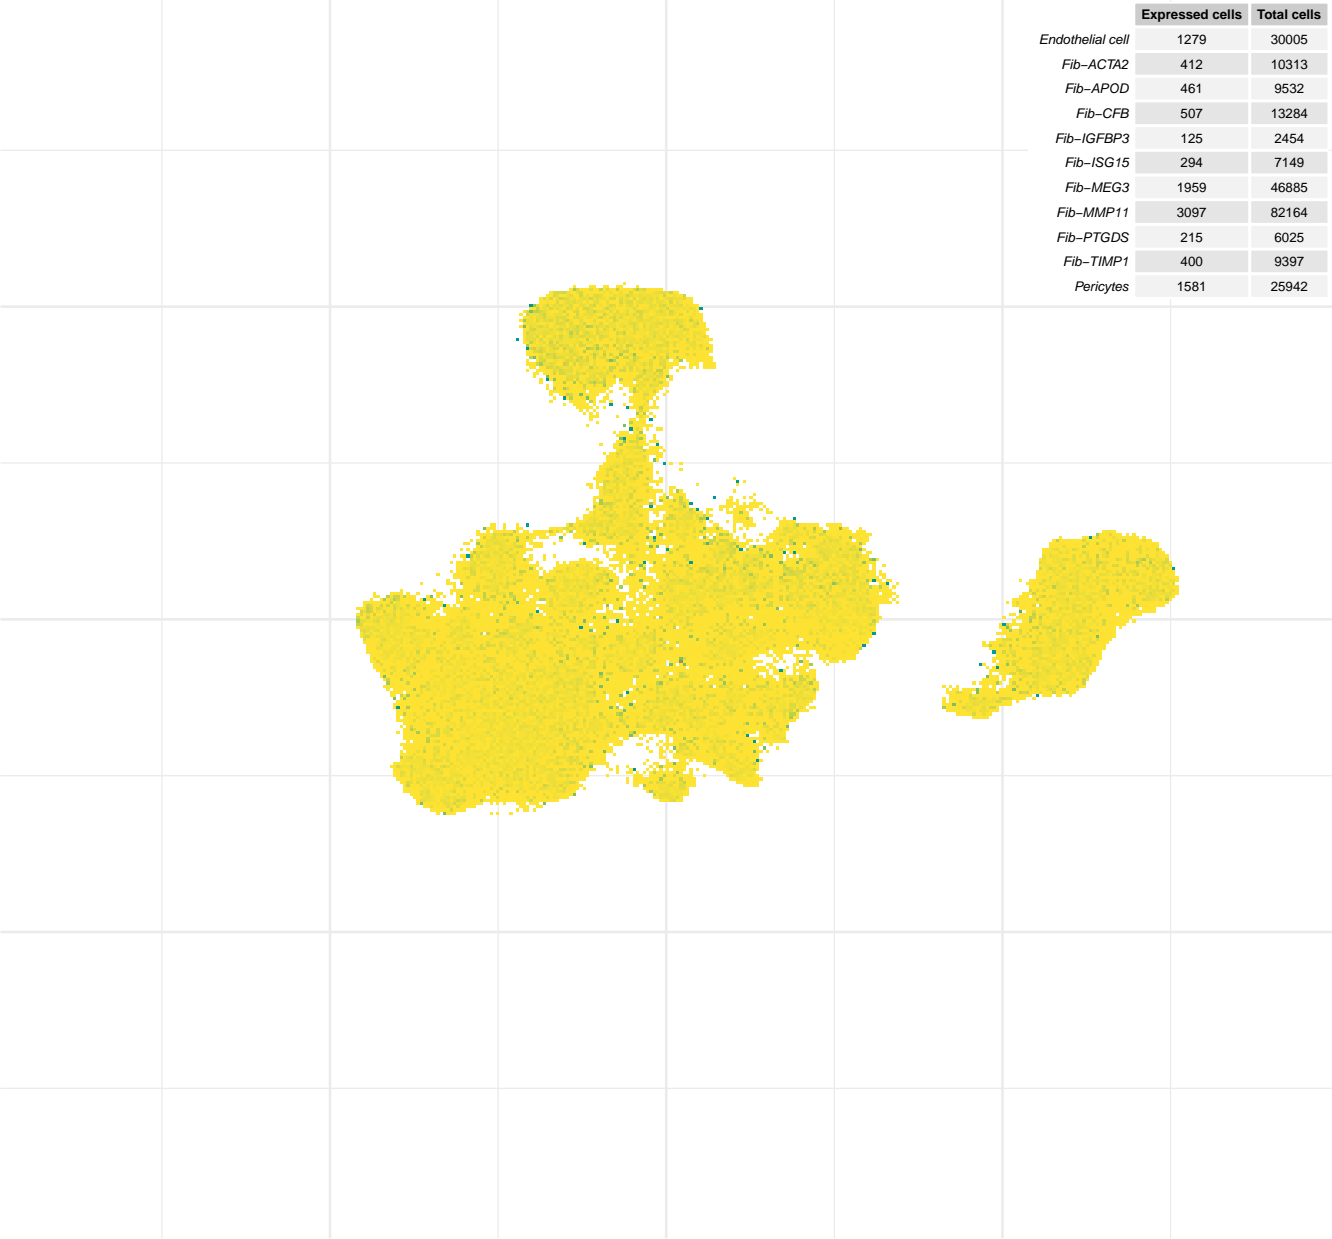 Expressed cells Total cells
Endothelial cell 1279 30005
Fib−ACTA2 412 10313
Fib−APOD 461 9532
Fib−CFB 507 13284
Fib−IGFBP3 125 2454
Fib−ISG15 294 7149
Fib−MEG3 1959 46885
Fib−MMP11 3097 82164
Fib−PTGDS 215 6025
Fib−TIMP1 400 9397
Pericytes 1581 25942